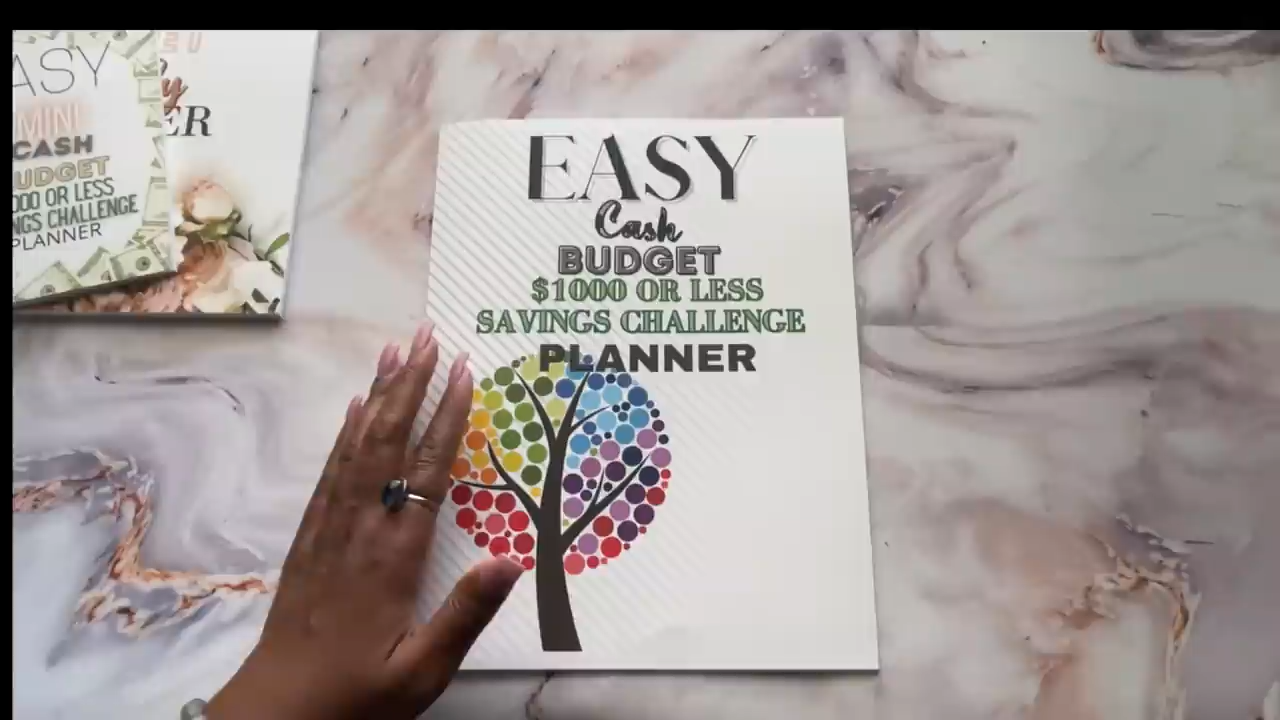 EASY
Cash
BUDGET
$1000 OR LESS
SAVINGS CHALLENGE
PLANNER
ASY
MINI
CASH
UDGET
000 OR LESS
NGS CHALLENGE
PLANNER
ER